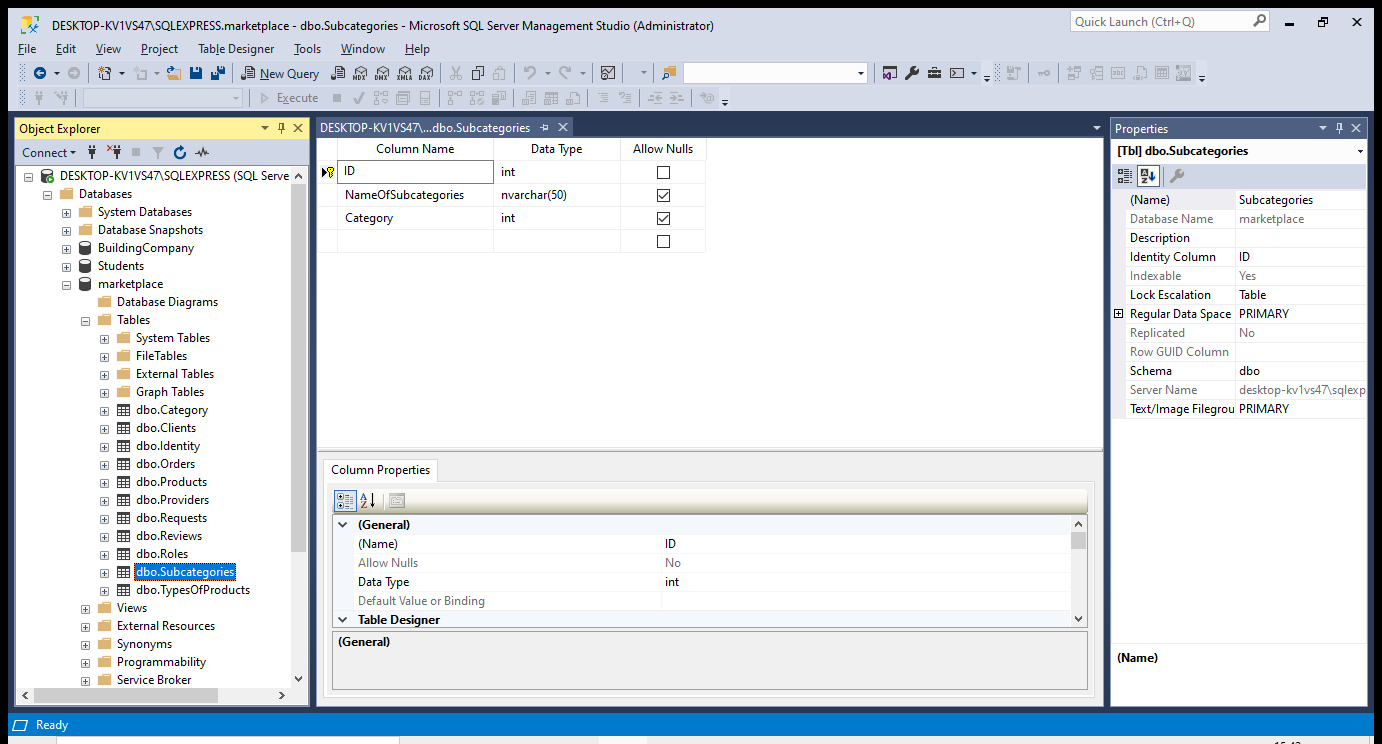 DESKTOP-KV1VS47\SQLEXPRESS.marketplace - dbo.Subcategories - Microsoft SQL Server Management Studio (Administrator)
Quick Launch (Ctrl+Q)
File Edit View Project Table Designer Tools Window Help
New Query MDX DMX XMLA DAX
Execute
Object Explorer
Connect
DESKTOP-KV1VS47\SQLEXPRESS (SQL Serve
Databases
System Databases
Database Snapshots
BuildingCompany
Students
marketplace
Database Diagrams
Tables
System Tables
FileTables
External Tables
Graph Tables
dbo.Category
dbo.Clients
dbo.Identity
dbo.Orders
dbo.Products
dbo.Providers
dbo.Requests
dbo.Reviews
dbo.Roles
dbo.Subcategories
dbo.TypesOfProducts
Views
External Resources
Synonyms
Programmability
Service Broker
DESKTOP-KV1VS47\...dbo.Subcategories
Column Name Data Type Allow Nulls
ID int
NameOfSubcategories nvarchar(50)
Category int
Column Properties
A
Z
(General)
(Name) ID
Allow Nulls No
Data Type int
Default Value or Binding
Table Designer
(General)
Properties
[Tbl] dbo.Subcategories
A
Z
(Name) Subcategories
Database Name marketplace
Description
Identity Column ID
Indexable Yes
Lock Escalation Table
Regular Data Space PRIMARY
Replicated No
Row GUID Column
Schema dbo
Server Name desktop-kv1vs47\sqlexp
Text/Image Filegrou PRIMARY
(Name)
Ready